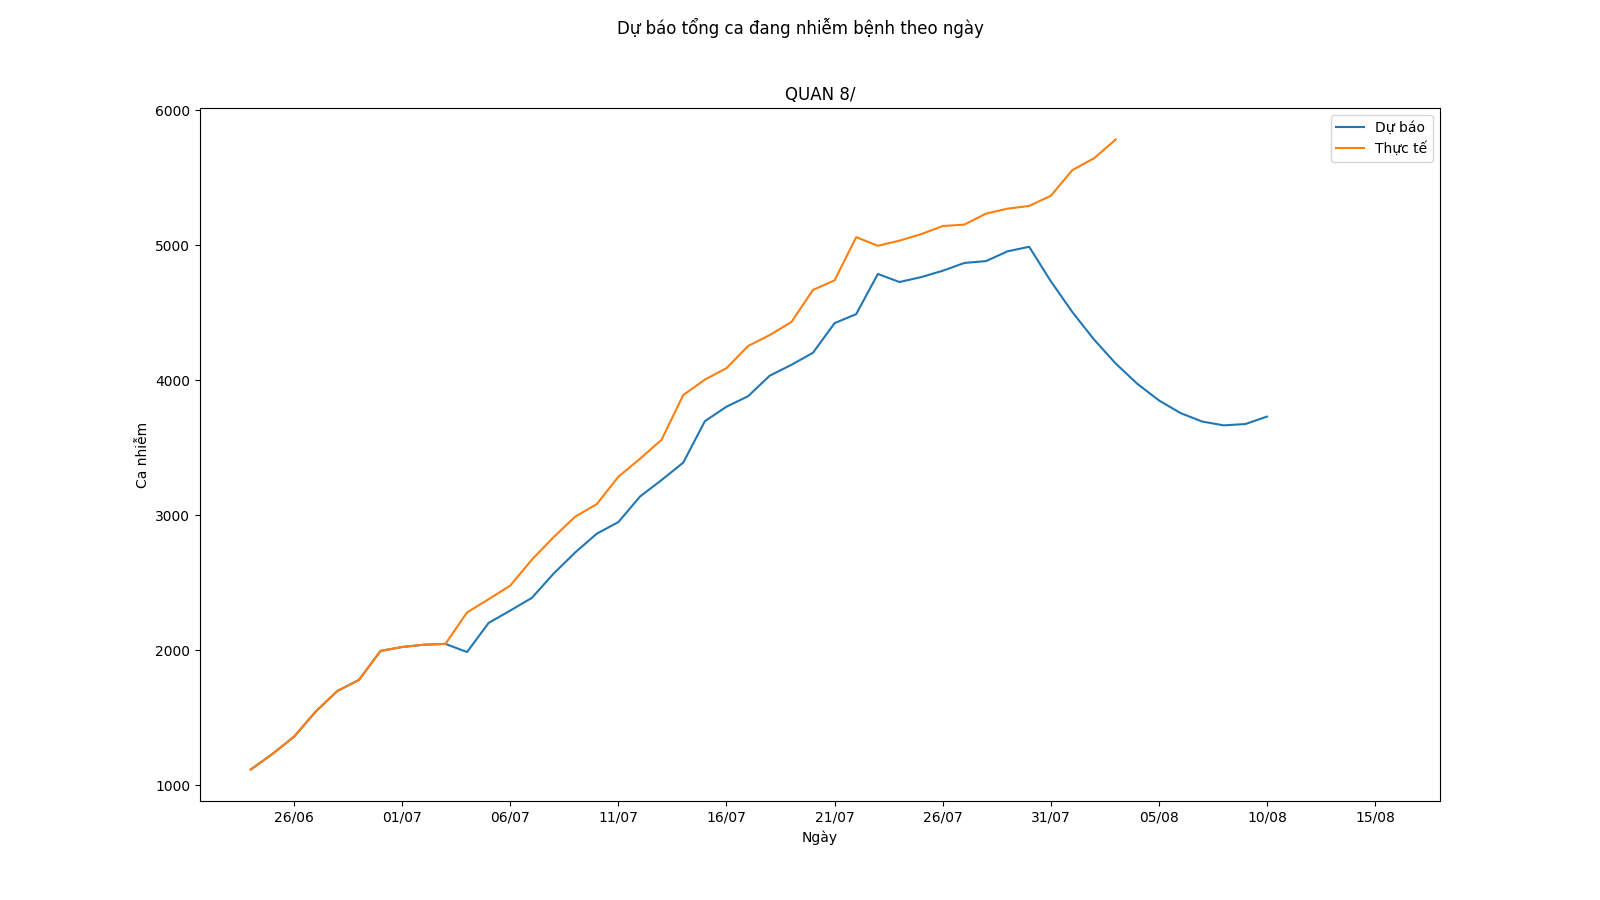 Dự báo tổng ca đang nhiễm bệnh theo ngày
QUAN 8/
Dự báo
Thực tế
6000
5000
4000
3000
2000
1000
Ca nhiễm
26/06 01/07 06/07 11/07 16/07 21/07 26/07 31/07 05/08 10/08 15/08
Ngày